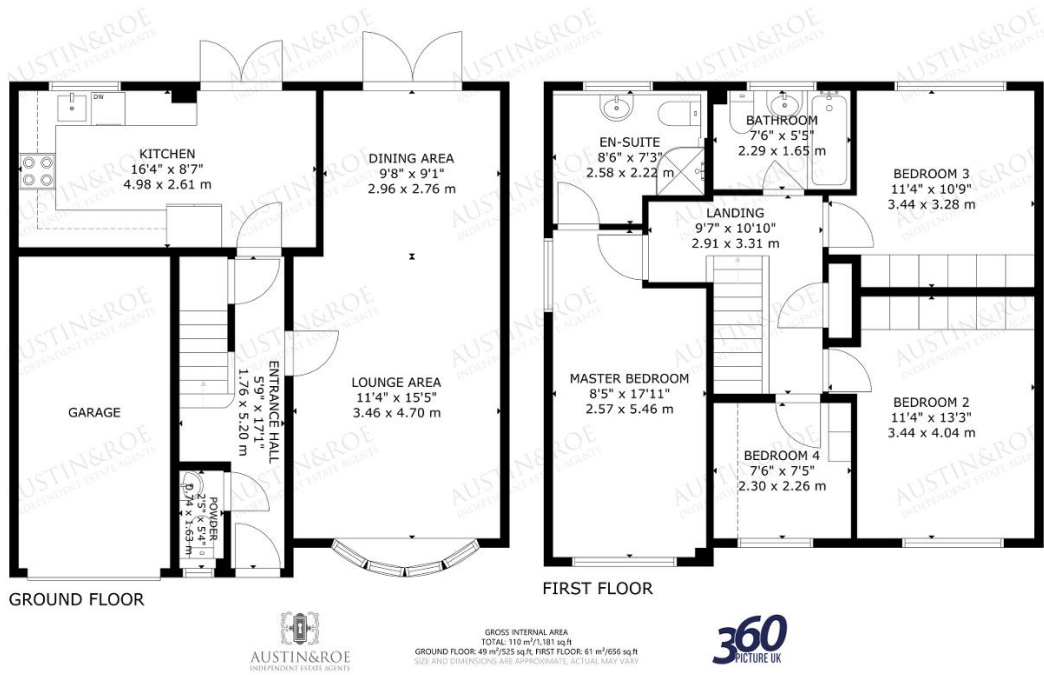 KITCHEN
16'4" x 8'7"
4.98 x 2.61 m
DW
DINING AREA
9'8" x 9'1"
2.96 x 2.76 m
GARAGE
ENTRANCE HALL
5'9" x 17'1"
1.76 x 5.20 m
LOUNGE AREA
11'4" x 15'5"
3.46 x 4.70 m
POWDER
2'5" x 5'4"
0.74 x 1.63 m
GROUND FLOOR
EN-SUITE
8'6" x 7'3"
2.58 x 2.22 m
BATHROOM
7'6" x 5'5"
2.29 x 1.65 m
BEDROOM 3
11'4" x 10'9"
3.44 x 3.28 m
LANDING
9'7" x 10'10"
2.91 x 3.31 m
MASTER BEDROOM
8'5" x 17'11"
2.57 x 5.46 m
BEDROOM 2
11'4" x 13'3"
3.44 x 4.04 m
BEDROOM 4
7'6" x 7'5"
2.30 x 2.26 m
FIRST FLOOR
AUSTIN&ROE
INDEPENDENT ESTATE AGENTS
GROSS INTERNAL AREA
TOTAL: 110 m²/1,181 sq.ft
GROUND FLOOR: 49 m²/525 sq.ft, FIRST FLOOR: 61 m²/656 sq.ft
SIZE AND DIMENSIONS ARE APPROXIMATE, ACTUAL MAY VARY
360
PICTURE UK